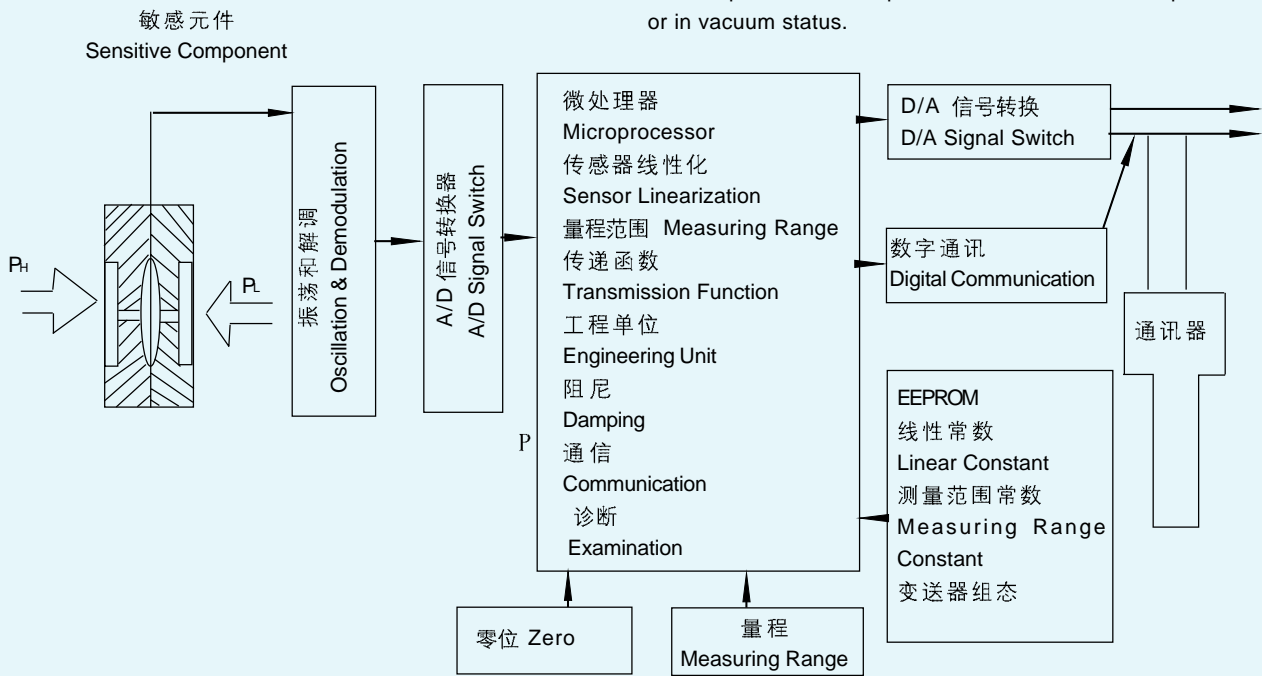 or in vacuum status.
敏感元件
Sensitive Component
P_H
P_L
振荡和解调
Oscillation & Demodulation
A/D 信号转换器
A/D Signal Switch
微处理器
Microprocessor
传感器线性化
Sensor Linearization
量程范围 Measuring Range
传递函数
Transmission Function
工程单位
Engineering Unit
阻尼
Damping
通信
Communication
诊断
Examination
P
D/A 信号转换
D/A Signal Switch
数字通讯
Digital Communication
通讯器
EEPROM
线性常数
Linear Constant
测量范围常数
Measuring Range
Constant
变送器组态
零位 Zero
量程
Measuring Range